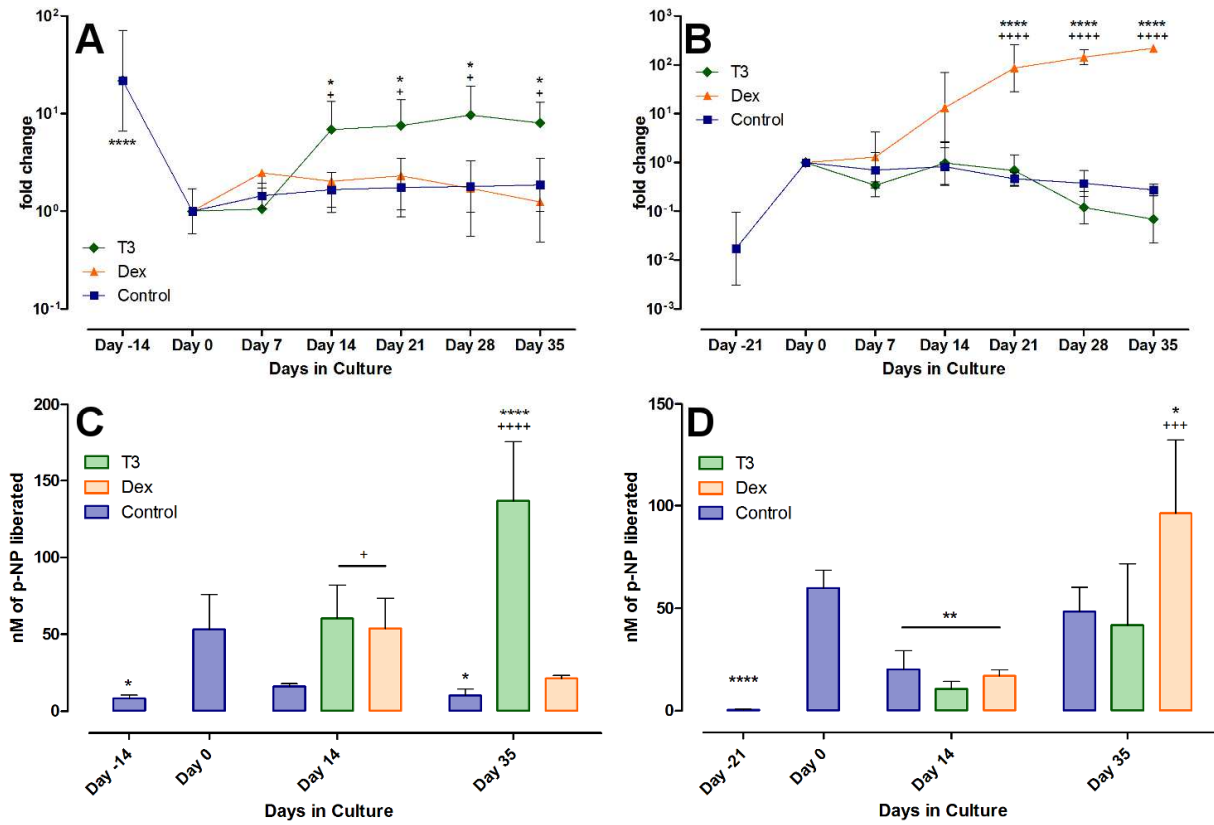 A
fold change
10²
10¹
10⁰
10⁻¹
****
*
+
*
+
*
+
*
+
T3
Dex
Control
Day -14 Day 0 Day 7 Day 14 Day 21 Day 28 Day 35
Days in Culture
B
fold change
10³
10²
10¹
10⁰
10⁻¹
10⁻²
10⁻³
****
++++
****
++++
****
++++
T3
Dex
Control
Day -21 Day 0 Day 7 Day 14 Day 21 Day 28 Day 35
Days in Culture
C
nM of p-NP liberated
200
150
100
50
0
T3
Dex
Control
*
+
*
****
++++
Day -14 Day 0 Day 14 Day 35
Days in Culture
D
nM of p-NP liberated
150
100
50
0
T3
Dex
Control
****
**
*
+++
Day -21 Day 0 Day 14 Day 35
Days in Culture